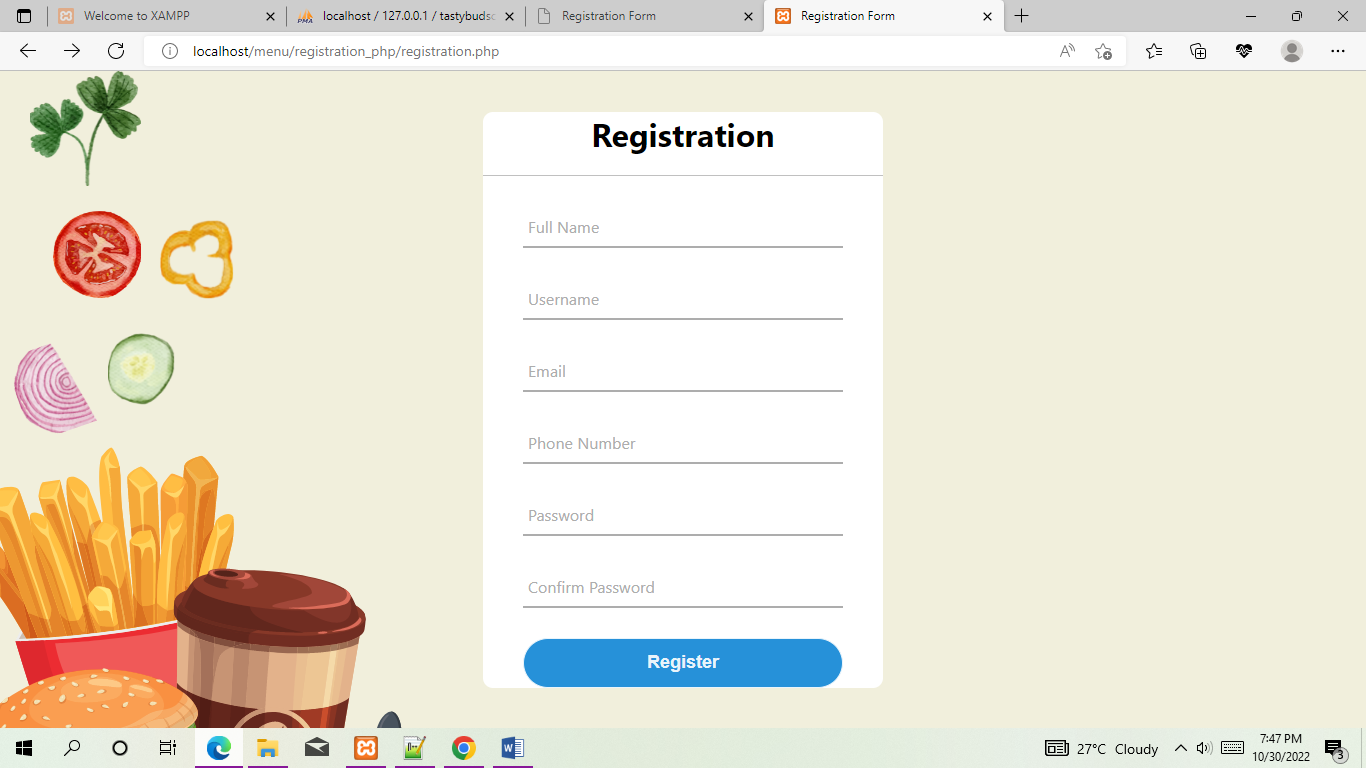 Welcome to XAMPP
localhost / 127.0.0.1 / tastybuds
Registration Form
Registration Form
localhost/menu/registration_php/registration.php
Registration
Full Name
Username
Email
Phone Number
Password
Confirm Password
Register
27°C Cloudy
7:47 PM
10/30/2022
3